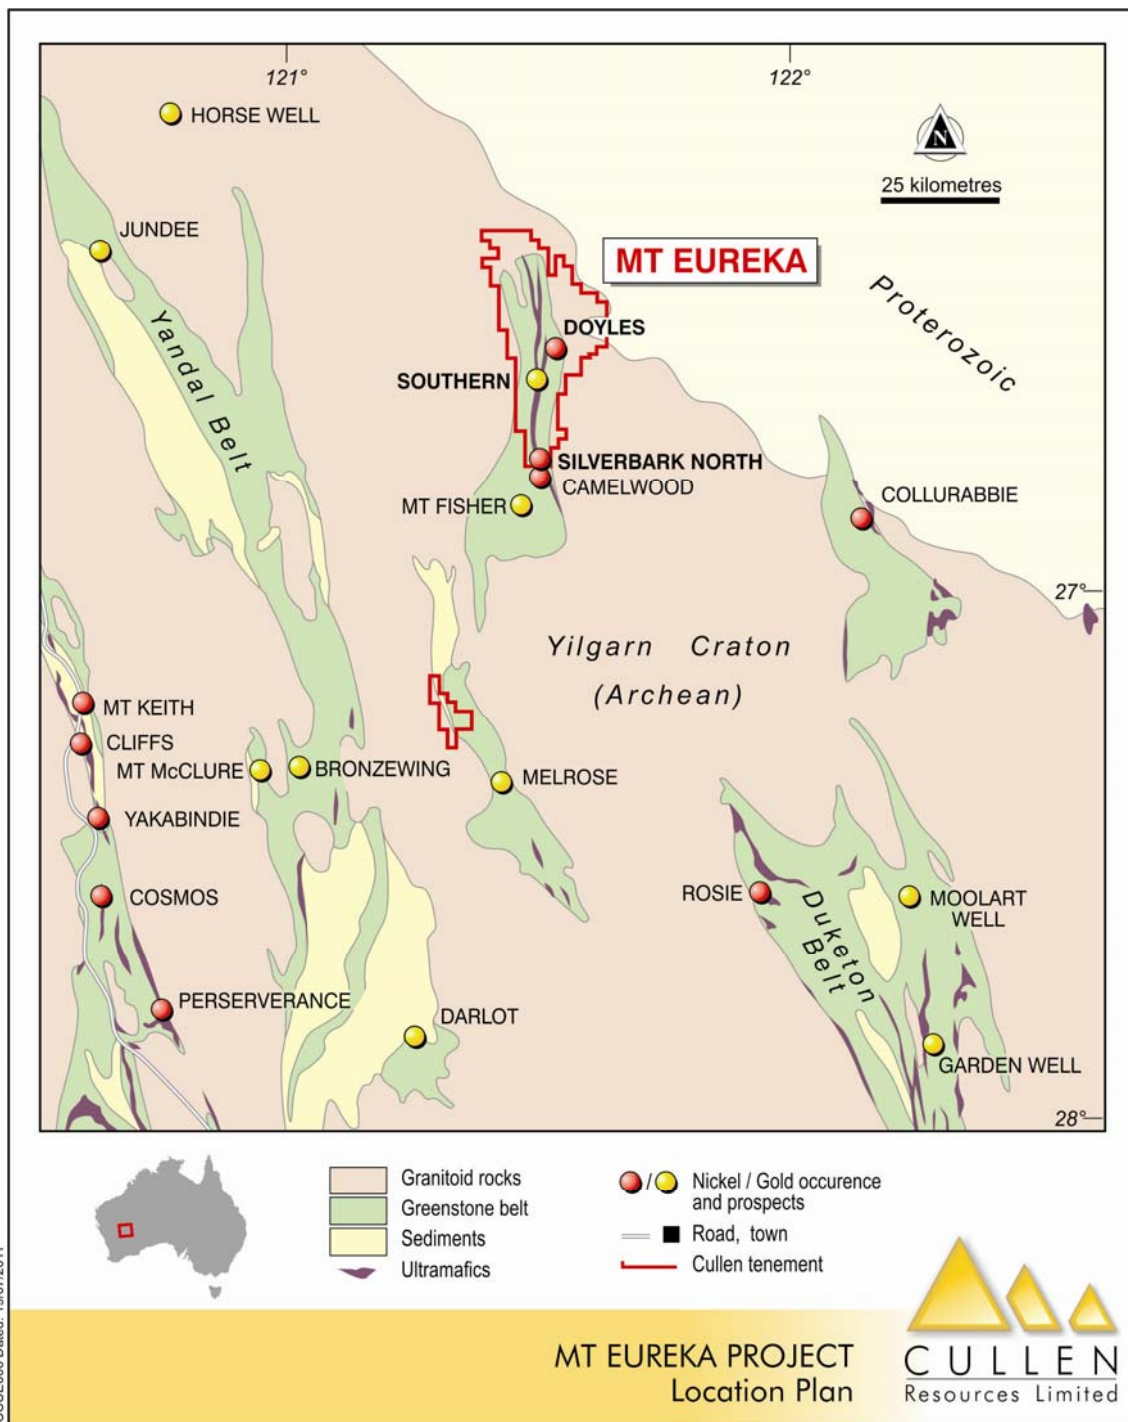 121°
122°
HORSE WELL
N
25 kilometres
JUNDEE
MT EUREKA
Proterozoic
DOYLES
Yandal Belt
SOUTHERN
SILVERBARK NORTH
CAMELWOOD
MT FISHER
COLLURABBIE
27°
Yilgarn Craton
(Archean)
MT KEITH
CLIFFS
MT McCLURE
BRONZEWING
MELROSE
YAKABINDIE
COSMOS
ROSIE
MOOLART
WELL
Duketon
Belt
PERSERVERANCE
DARLOT
GARDEN WELL
28°
Granitoid rocks
Greenstone belt
Sediments
Ultramafics
/
Nickel / Gold occurence
and prospects
Road, town
Cullen tenement
MT EUREKA PROJECT
Location Plan
CULLEN
Resources Limited